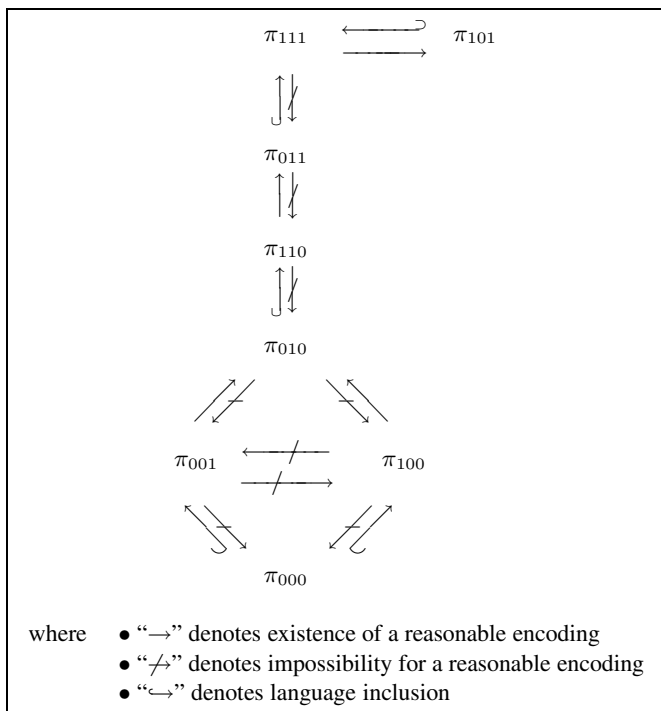 π₁₁₁ π₁₀₁
π₀₁₁
π₁₁₀
π₀₁₀
π₀₀₁ π₁₀₀
π₀₀₀
where • “→” denotes existence of a reasonable encoding
• “↛” denotes impossibility for a reasonable encoding
• “↪” denotes language inclusion